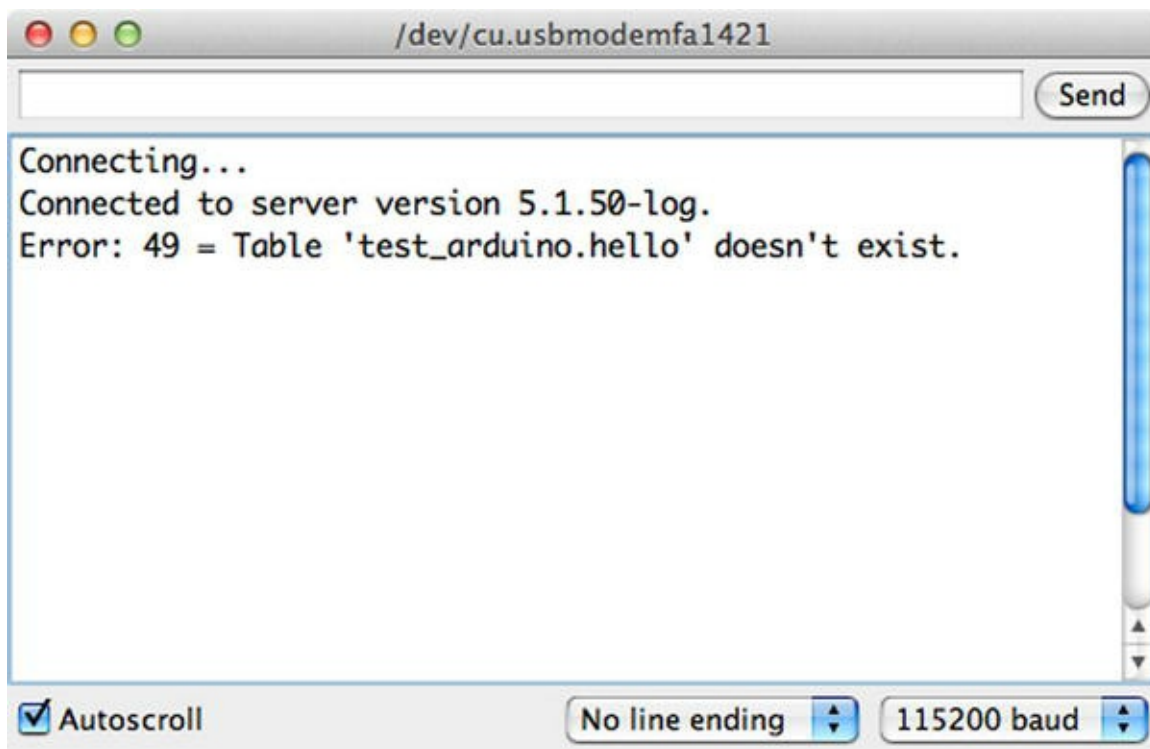 /dev/cu.usbmodemfa1421
Send
Connecting...
Connected to server version 5.1.50-log.
Error: 49 = Table 'test_arduino.hello' doesn't exist.
Autoscroll
No line ending
115200 baud